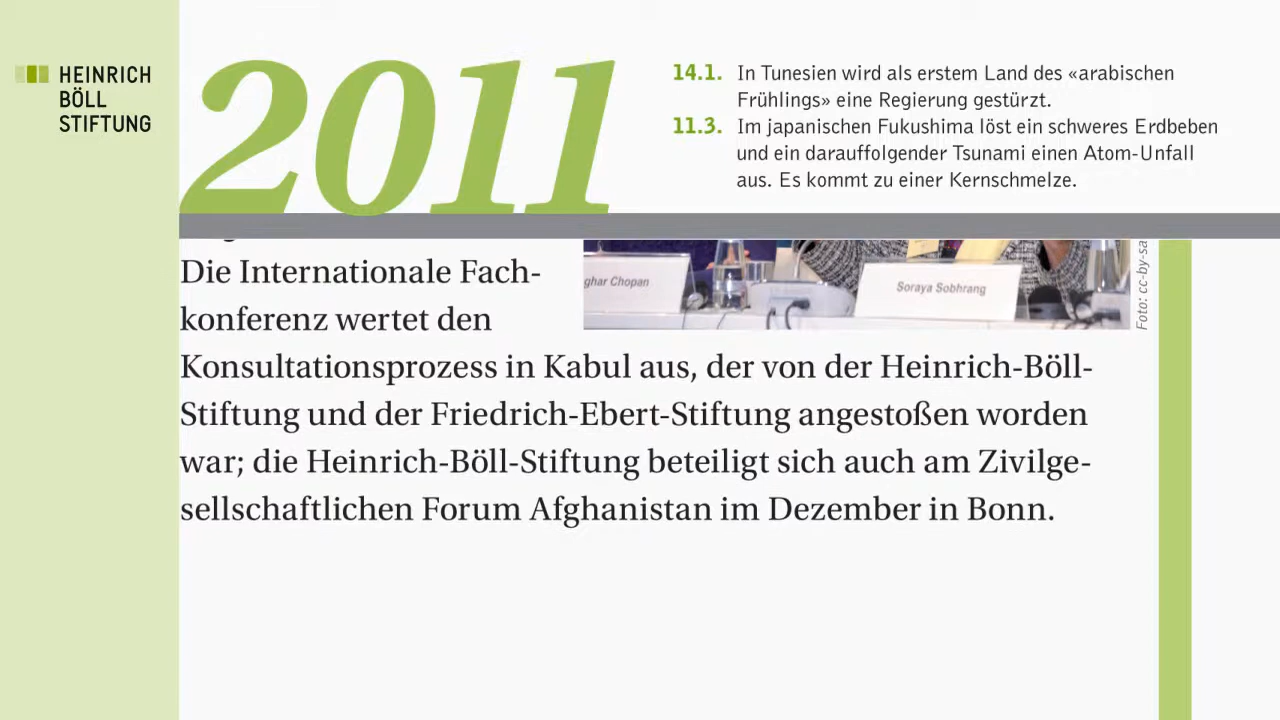 HEINRICH
BÖLL
STIFTUNG
2011
14.1. In Tunesien wird als erstem Land des «arabischen
Frühlings» eine Regierung gestürzt.
11.3. Im japanischen Fukushima löst ein schweres Erdbeben
und ein darauffolgender Tsunami einen Atom-Unfall
aus. Es kommt zu einer Kernschmelze.
Die Internationale Fach-
konferenz wertet den
Konsultationsprozess in Kabul aus, der von der Heinrich-Böll-
Stiftung und der Friedrich-Ebert-Stiftung angestoßen worden
war; die Heinrich-Böll-Stiftung beteiligt sich auch am Zivilge-
sellschaftlichen Forum Afghanistan im Dezember in Bonn.
ghar Chopan
Soraya Sobhrang
Foto: cc-by-sa